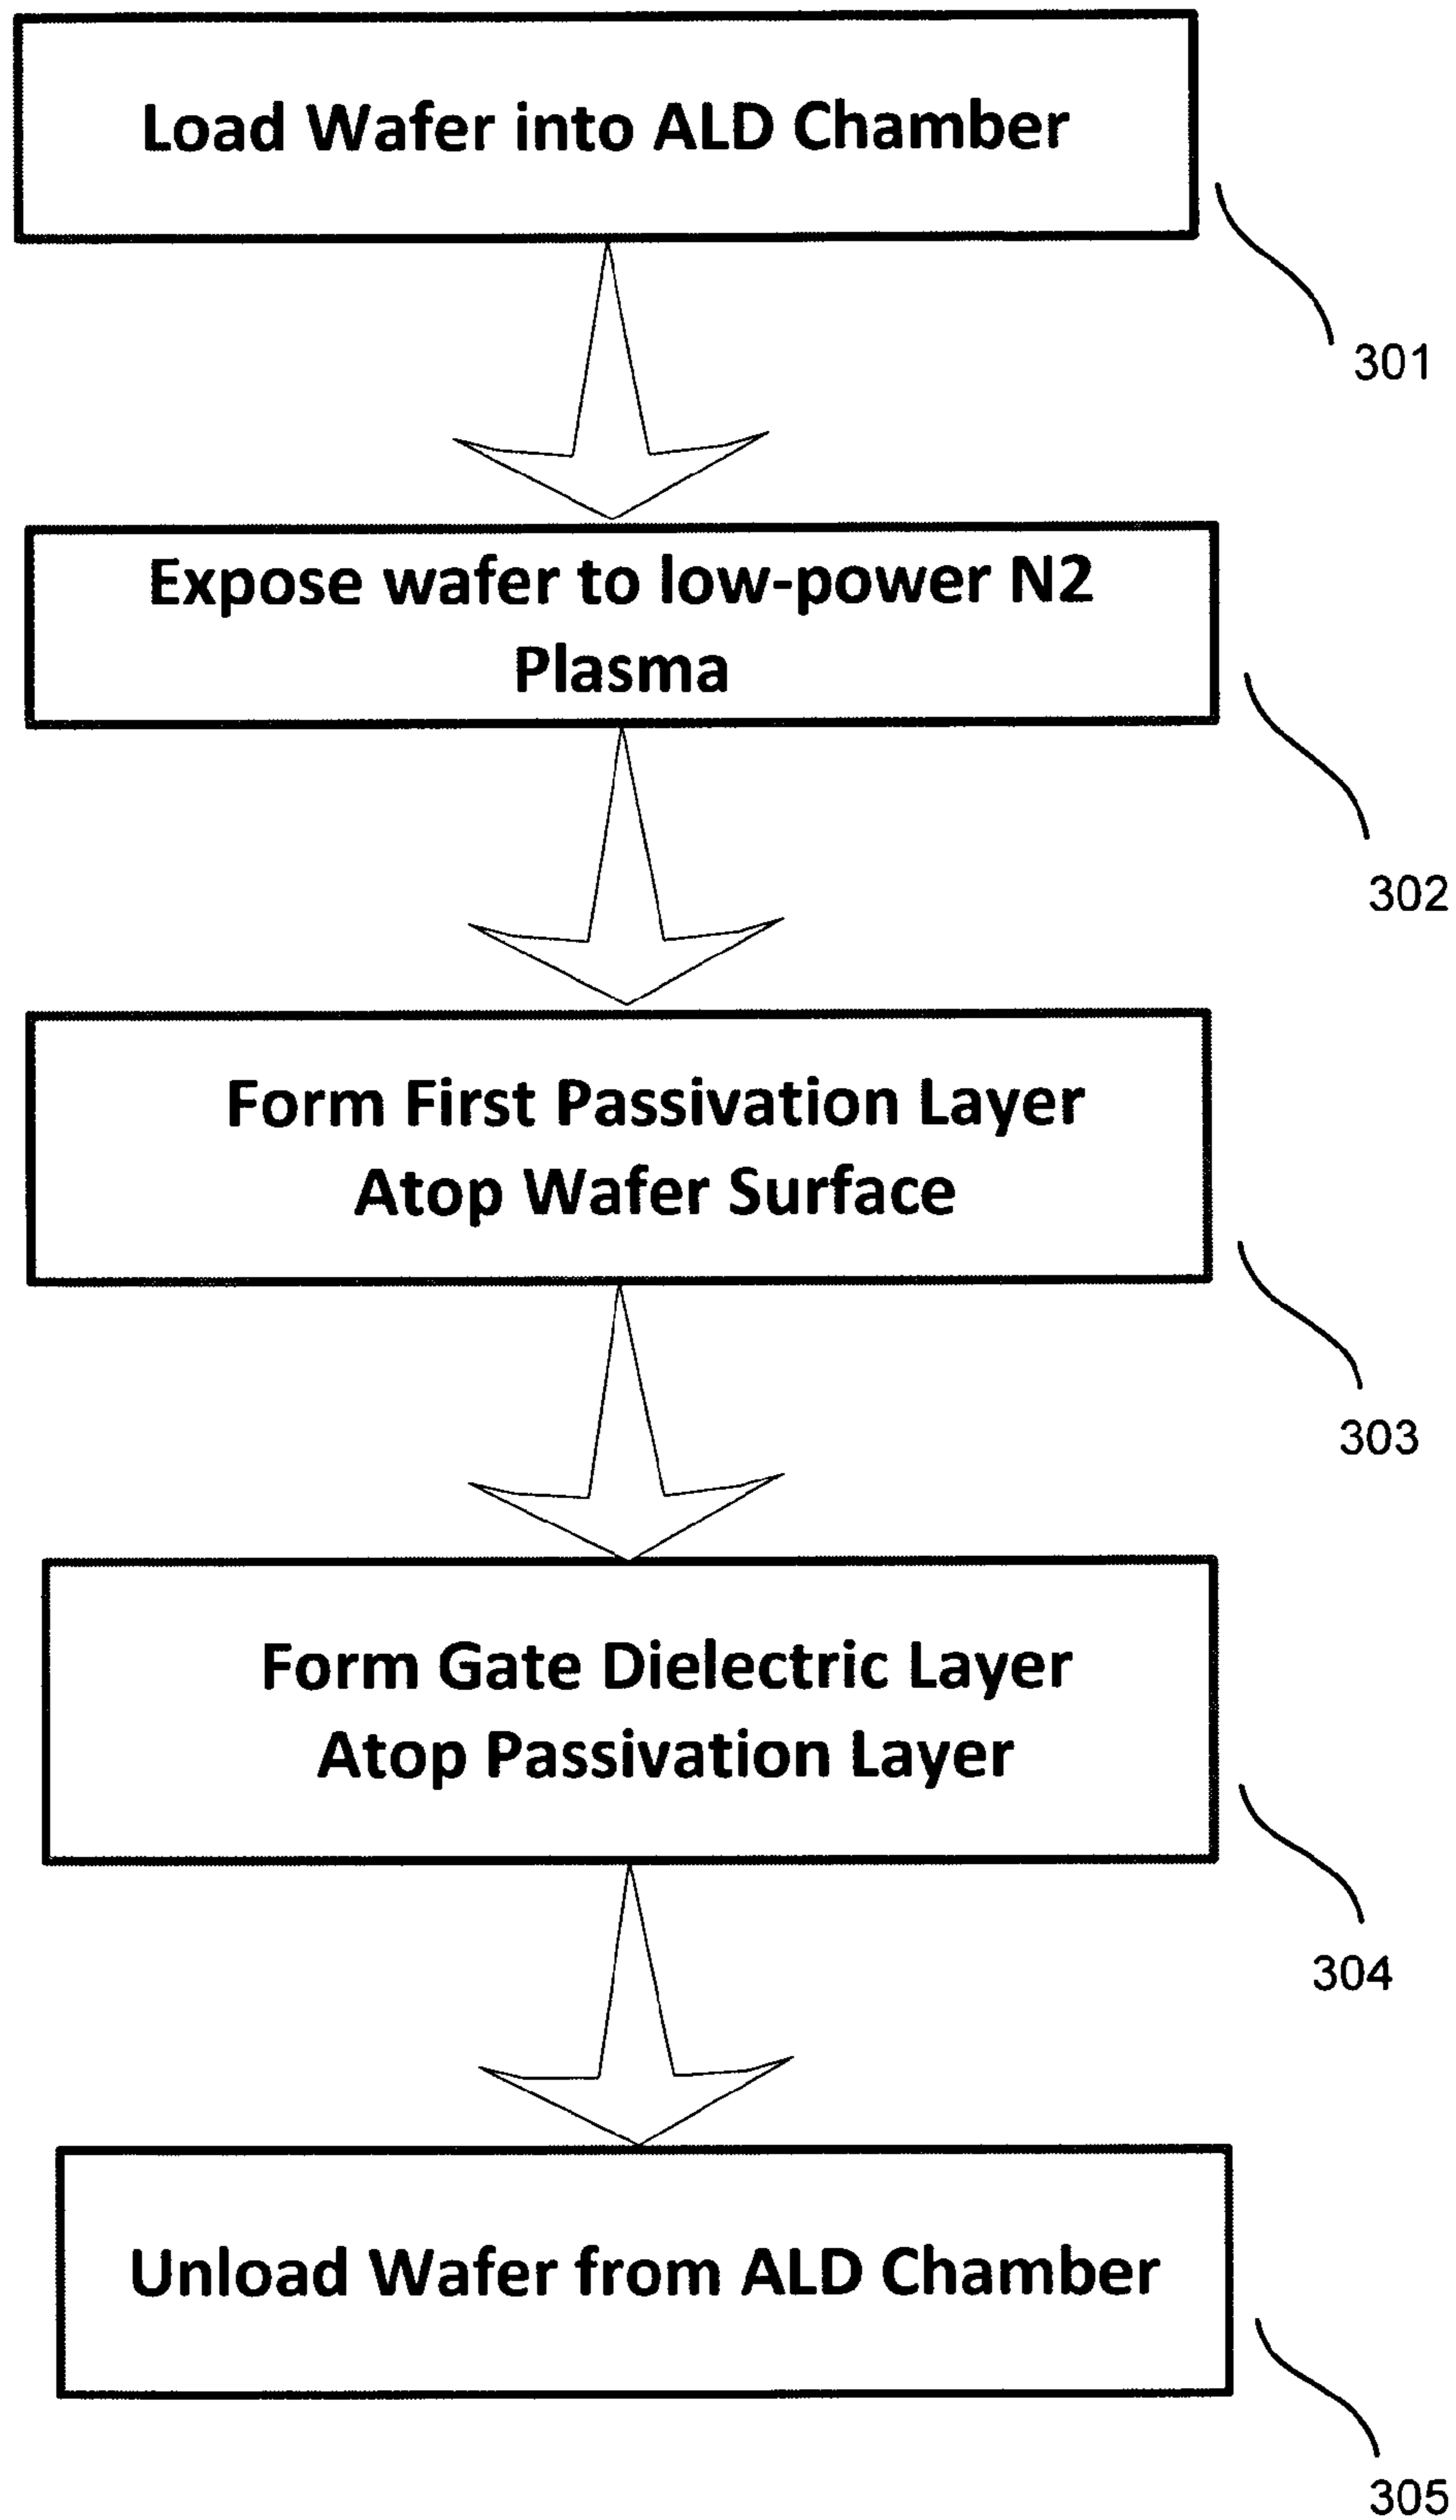 Load Wafer into ALD Chamber
301
Expose wafer to low-power N2
Plasma
302
Form First Passivation Layer
Atop Wafer Surface
303
Form Gate Dielectric Layer
Atop Passivation Layer
304
Unload Wafer from ALD Chamber
305